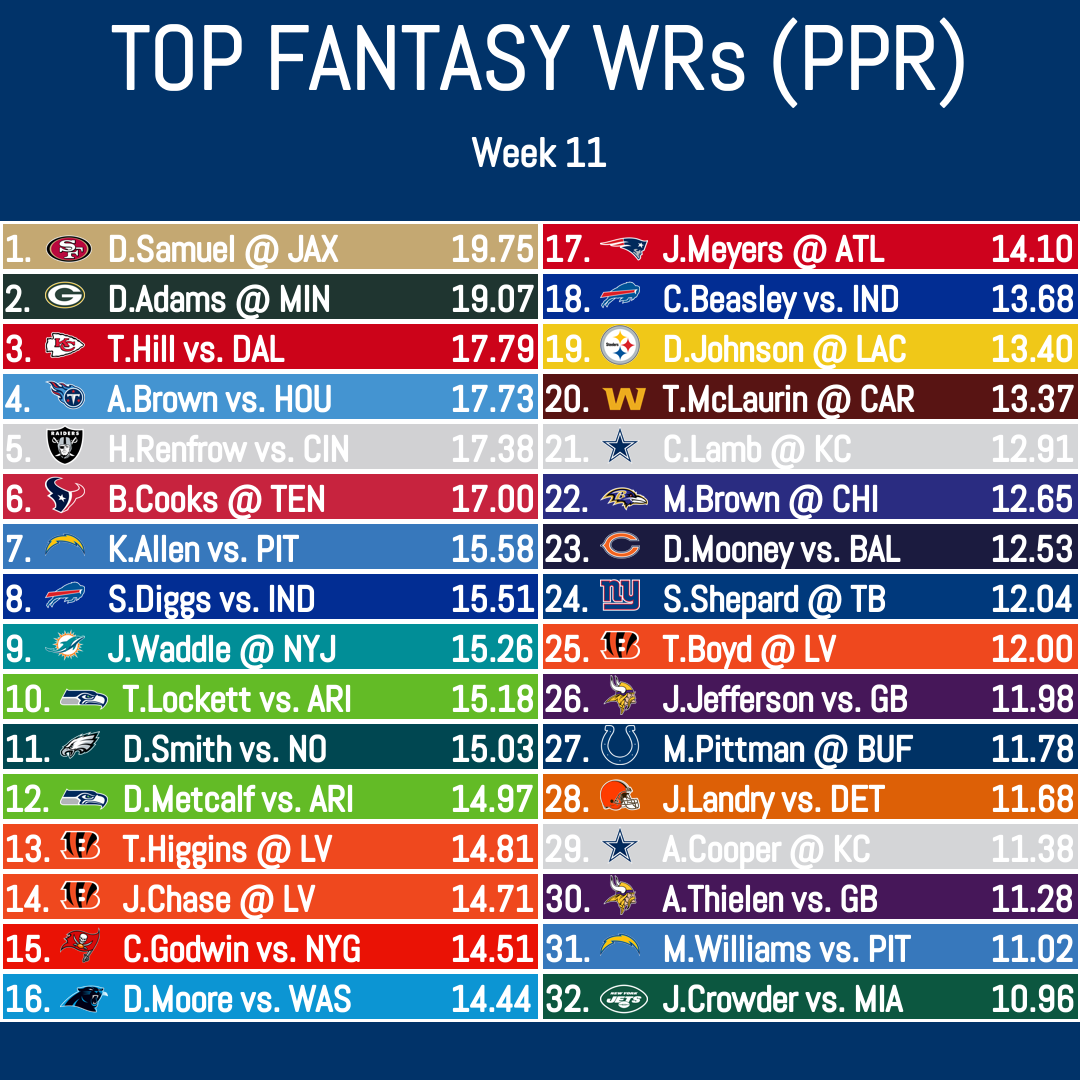 TOP FANTASY WRs (PPR)
Week 11
1. D.Samuel @ JAX 19.75
2. D.Adams @ MIN 19.07
3. T.Hill vs. DAL 17.79
4. A.Brown vs. HOU 17.73
5. RAIDERS H.Renfrow vs. CIN 17.38
6. B.Cooks @ TEN 17.00
7. K.Allen vs. PIT 15.58
8. S.Diggs vs. IND 15.51
9. J.Waddle @ NYJ 15.26
10. T.Lockett vs. ARI 15.18
11. D.Smith vs. NO 15.03
12. D.Metcalf vs. ARI 14.97
13. T.Higgins @ LV 14.81
14. J.Chase @ LV 14.71
15. C.Godwin vs. NYG 14.51
16. D.Moore vs. WAS 14.44
17. J.Meyers @ ATL 14.10
18. C.Beasley vs. IND 13.68
19. Steelers D.Johnson @ LAC 13.40
20. W T.McLaurin @ CAR 13.37
21. C.Lamb @ KC 12.91
22. M.Brown @ CHI 12.65
23. C D.Mooney vs. BAL 12.53
24. ny S.Shepard @ TB 12.04
25. T.Boyd @ LV 12.00
26. J.Jefferson vs. GB 11.98
27. M.Pittman @ BUF 11.78
28. J.Landry vs. DET 11.68
29. A.Cooper @ KC 11.38
30. A.Thielen vs. GB 11.28
31. M.Williams vs. PIT 11.02
32. NEW YORK JETS J.Crowder vs. MIA 10.96